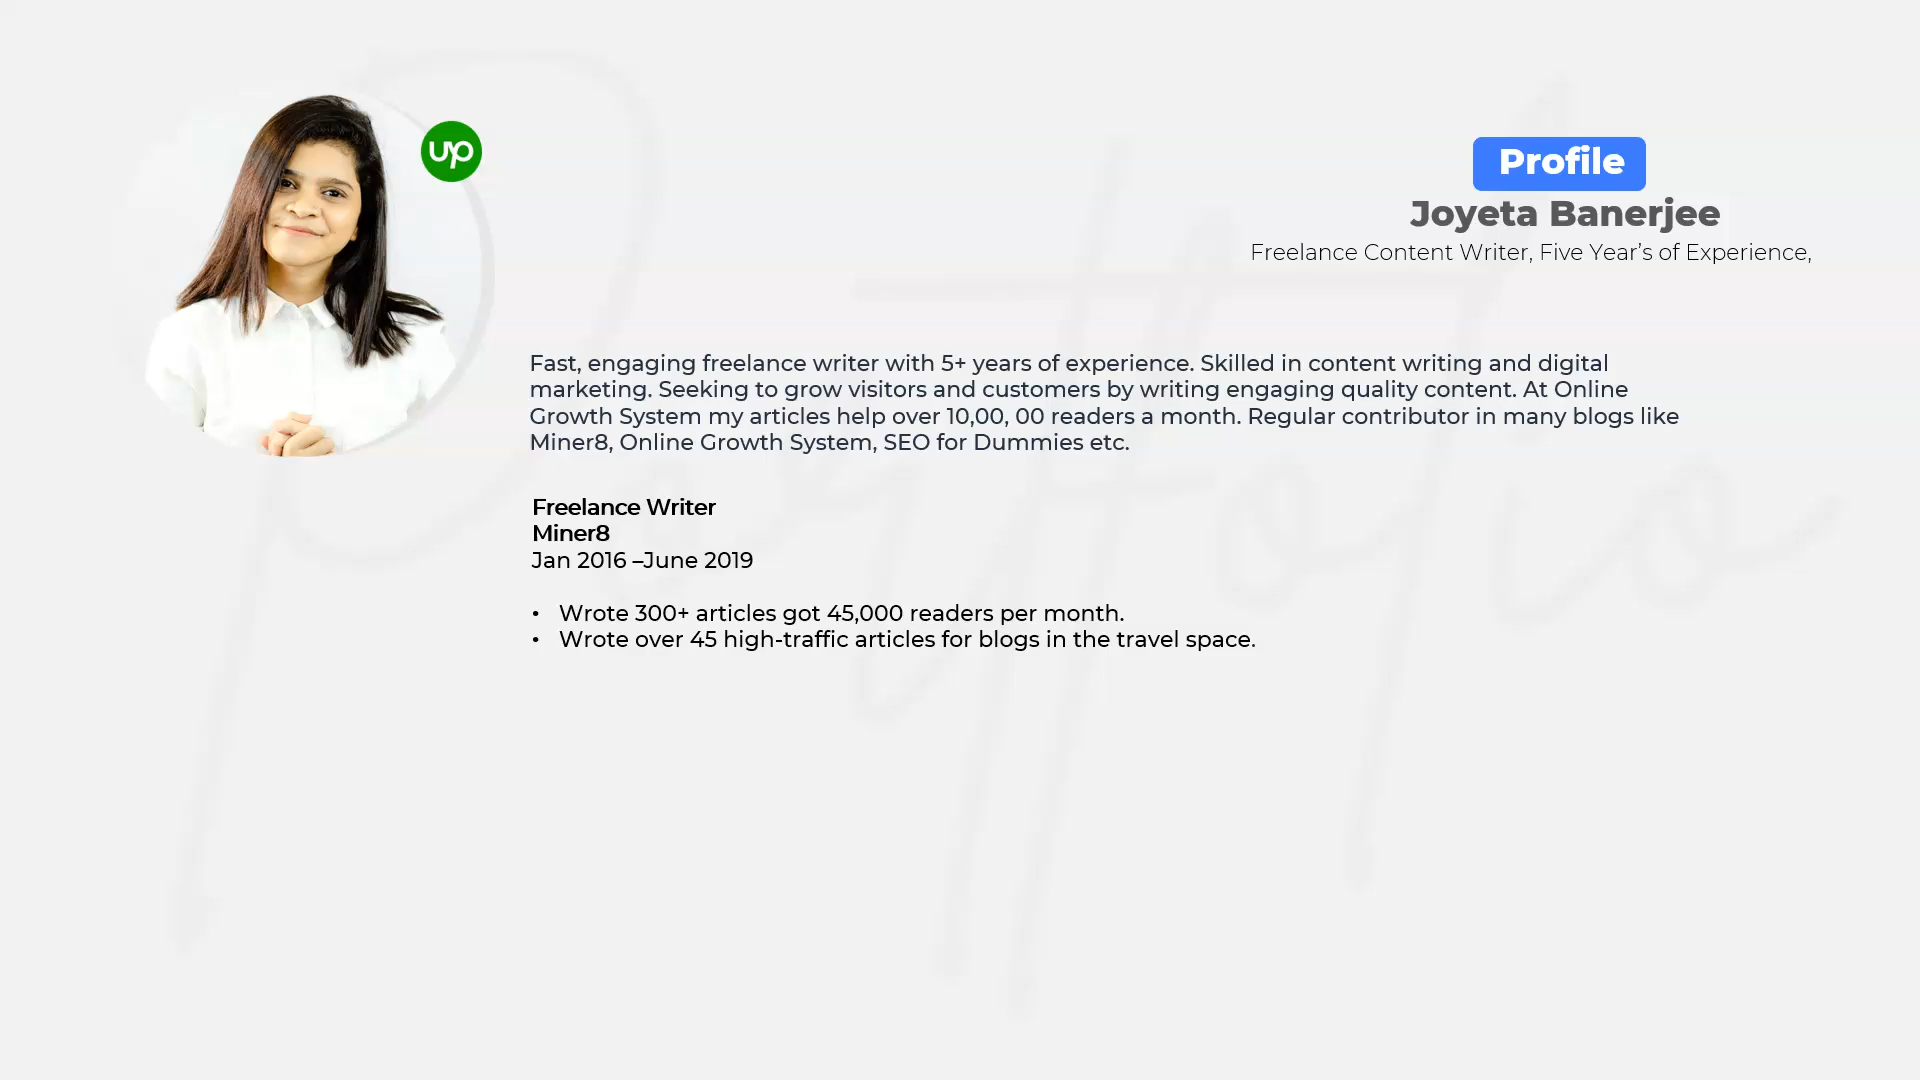 up
Profile
Joyeta Banerjee
Freelance Content Writer, Five Year’s of Experience,
Fast, engaging freelance writer with 5+ years of experience. Skilled in content writing and digital
marketing. Seeking to grow visitors and customers by writing engaging quality content. At Online
Growth System my articles help over 10,00, 00 readers a month. Regular contributor in many blogs like
Miner8, Online Growth System, SEO for Dummies etc.
Freelance Writer
Miner8
Jan 2016 –June 2019
• Wrote 300+ articles got 45,000 readers per month.
• Wrote over 45 high-traffic articles for blogs in the travel space.
Portfolio